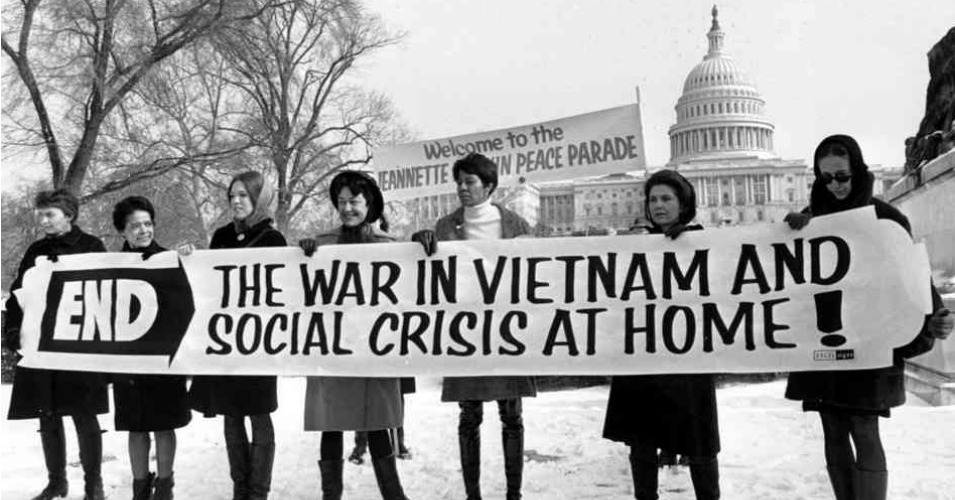 Welcome to the
JEANNETTE PEACE PARADE
END
THE WAR IN VIETNAM AND
SOCIAL CRISIS AT HOME!